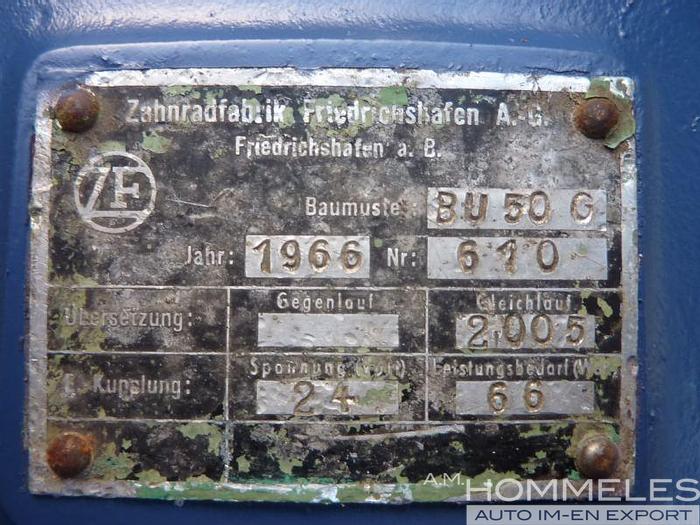 Zahnradfabrik Friedrichshafen A.-G.
Friedrichshafen a. B.
ZF
Baumuster: BU 50 G
Jahr: 1966 Nr: 610
Gegenlauf Gleichlauf
Übersetzung: 2,005
Spannung (Volt) Leistungsbedarf (W)
E-Kupplung: 24 66
A.M. HOMMELES
AUTO IM-EN EXPORT